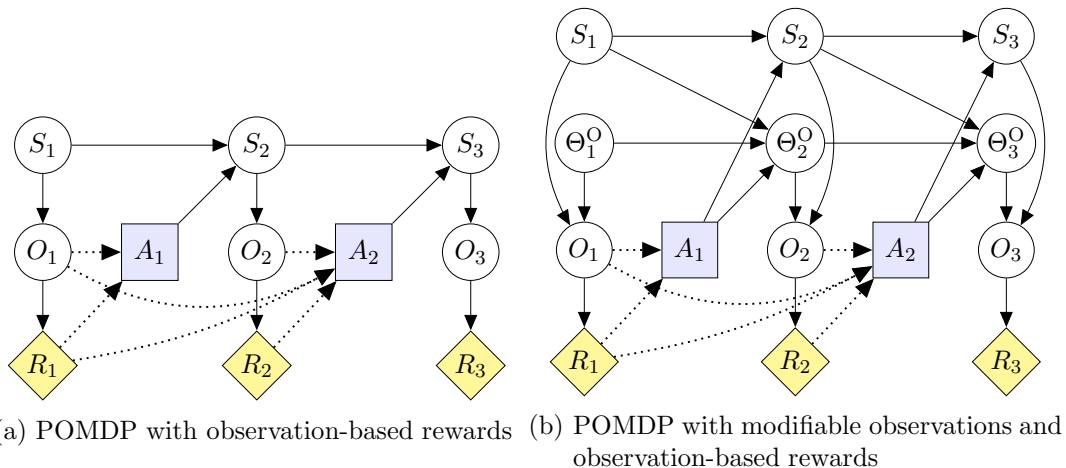 S₁ S₂ S₃
O₁ A₁ O₂ A₂ O₃
R₁ R₂ R₃
(a) POMDP with observation-based rewards
S₁ S₂ S₃
Θ₁ᴼ Θ₂ᴼ Θ₃ᴼ
O₁ A₁ O₂ A₂ O₃
R₁ R₂ R₃
(b) POMDP with modifiable observations and
observation-based rewards